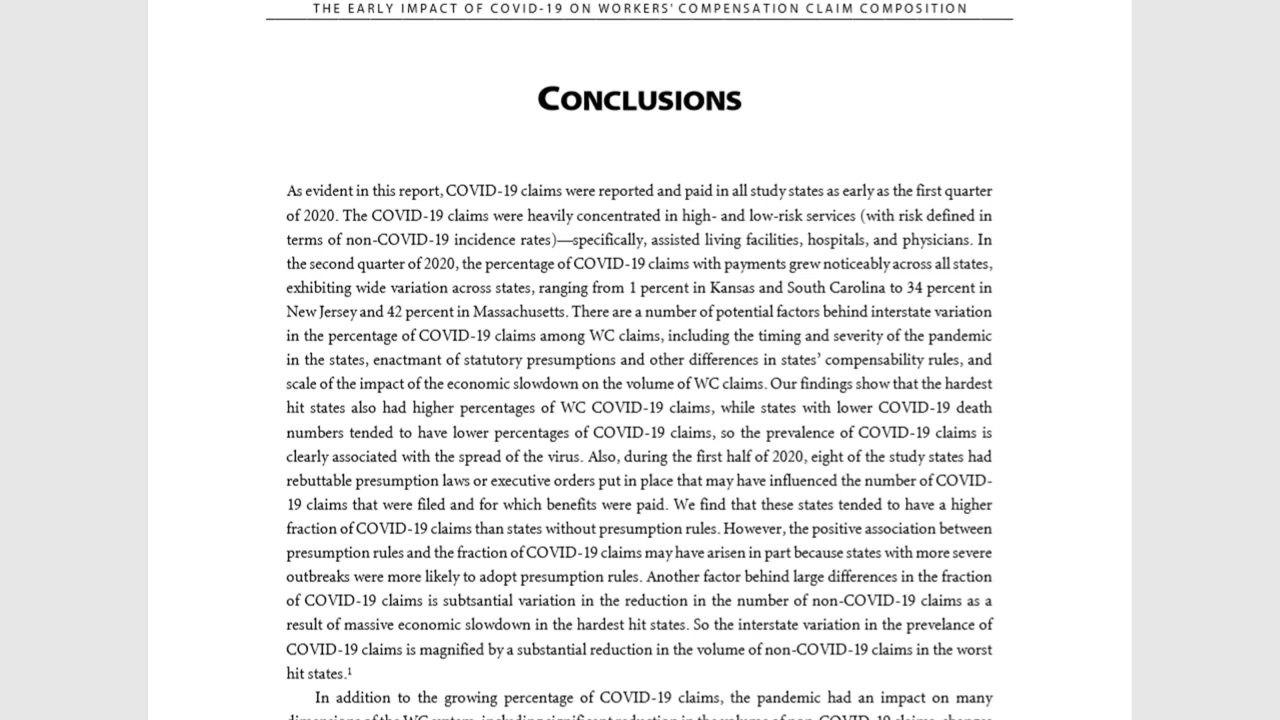 THE EARLY IMPACT OF COVID-19 ON WORKERS' COMPENSATION CLAIM COMPOSITION
CONCLUSIONS
As evident in this report, COVID-19 claims were reported and paid in all study states as early as the first quarter
of 2020. The COVID-19 claims were heavily concentrated in high- and low-risk services (with risk defined in
terms of non-COVID-19 incidence rates)—specifically, assisted living facilities, hospitals, and physicians. In
the second quarter of 2020, the percentage of COVID-19 claims with payments grew noticeably across all states,
exhibiting wide variation across states, ranging from 1 percent in Kansas and South Carolina to 34 percent in
New Jersey and 42 percent in Massachusetts. There are a number of potential factors behind interstate variation
in the percentage of COVID-19 claims among WC claims, including the timing and severity of the pandemic
in the states, enactmant of statutory presumptions and other differences in states’ compensability rules, and
scale of the impact of the economic slowdown on the volume of WC claims. Our findings show that the hardest
hit states also had higher percentages of WC COVID-19 claims, while states with lower COVID-19 death
numbers tended to have lower percentages of COVID-19 claims, so the prevalence of COVID-19 claims is
clearly associated with the spread of the virus. Also, during the first half of 2020, eight of the study states had
rebuttable presumption laws or executive orders put in place that may have influenced the number of COVID-
19 claims that were filed and for which benefits were paid. We find that these states tended to have a higher
fraction of COVID-19 claims than states without presumption rules. However, the positive association between
presumption rules and the fraction of COVID-19 claims may have arisen in part because states with more severe
outbreaks were more likely to adopt presumption rules. Another factor behind large differences in the fraction
of COVID-19 claims is subtsantial variation in the reduction in the number of non-COVID-19 claims as a
result of massive economic slowdown in the hardest hit states. So the interstate variation in the prevelance of
COVID-19 claims is magnified by a substantial reduction in the volume of non-COVID-19 claims in the worst
hit states.¹
In addition to the growing percentage of COVID-19 claims, the pandemic had an impact on many
dimensions of the WC system, including significant reduction in the volume of non-COVID-19 claims, changes